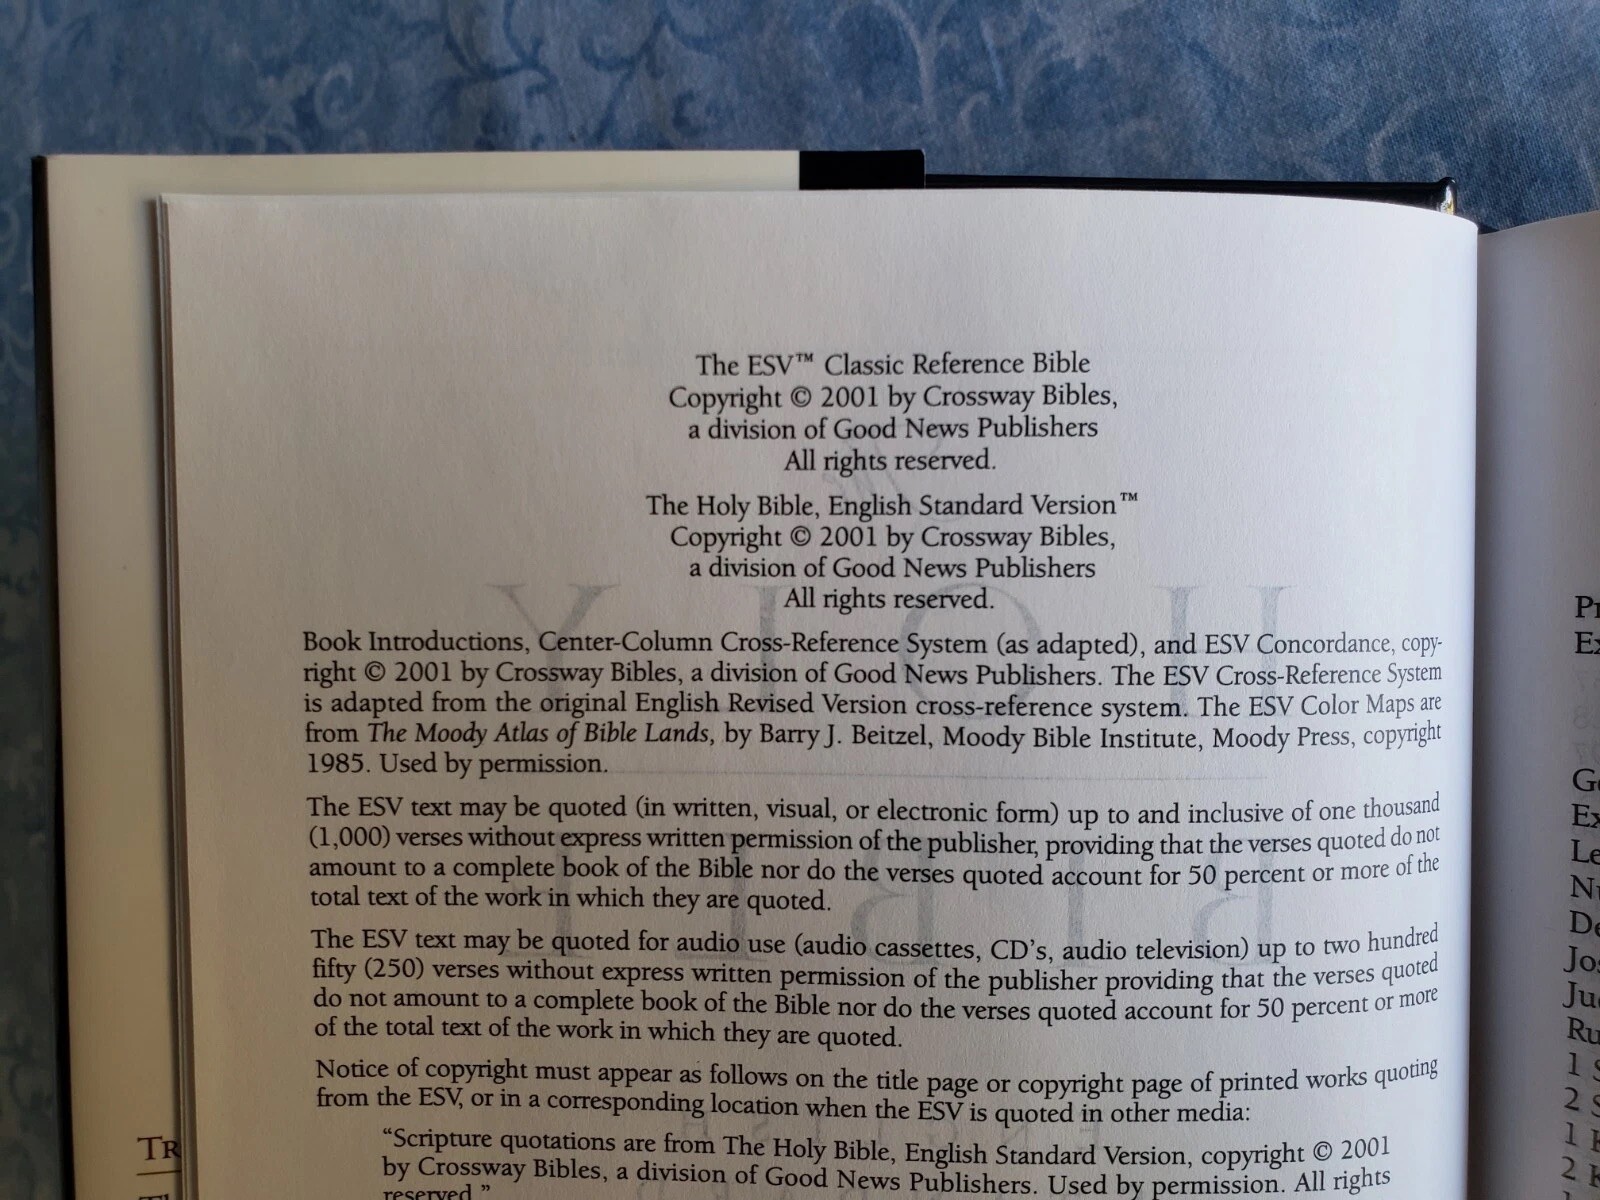 The ESV™ Classic Reference Bible
Copyright © 2001 by Crossway Bibles,
a division of Good News Publishers
All rights reserved.
The Holy Bible, English Standard Version™
Copyright © 2001 by Crossway Bibles,
a division of Good News Publishers
All rights reserved.
Book Introductions, Center-Column Cross-Reference System (as adapted), and ESV Concordance, copy-
right © 2001 by Crossway Bibles, a division of Good News Publishers. The ESV Cross-Reference System
is adapted from the original English Revised Version cross-reference system. The ESV Color Maps are
from The Moody Atlas of Bible Lands, by Barry J. Beitzel, Moody Bible Institute, Moody Press, copyright
1985. Used by permission.
The ESV text may be quoted (in written, visual, or electronic form) up to and inclusive of one thousand
(1,000) verses without express written permission of the publisher, providing that the verses quoted do not
amount to a complete book of the Bible nor do the verses quoted account for 50 percent or more of the
total text of the work in which they are quoted.
The ESV text may be quoted for audio use (audio cassettes, CD's, audio television) up to two hundred
fifty (250) verses without express written permission of the publisher providing that the verses quoted
do not amount to a complete book of the Bible nor do the verses quoted account for 50 percent or more
of the total text of the work in which they are quoted.
Notice of copyright must appear as follows on the title page or copyright page of printed works quoting
from the ESV, or in a corresponding location when the ESV is quoted in other media:
“Scripture quotations are from The Holy Bible, English Standard Version, copyright © 2001
by Crossway Bibles, a division of Good News Publishers. Used by permission. All rights
reserved.”